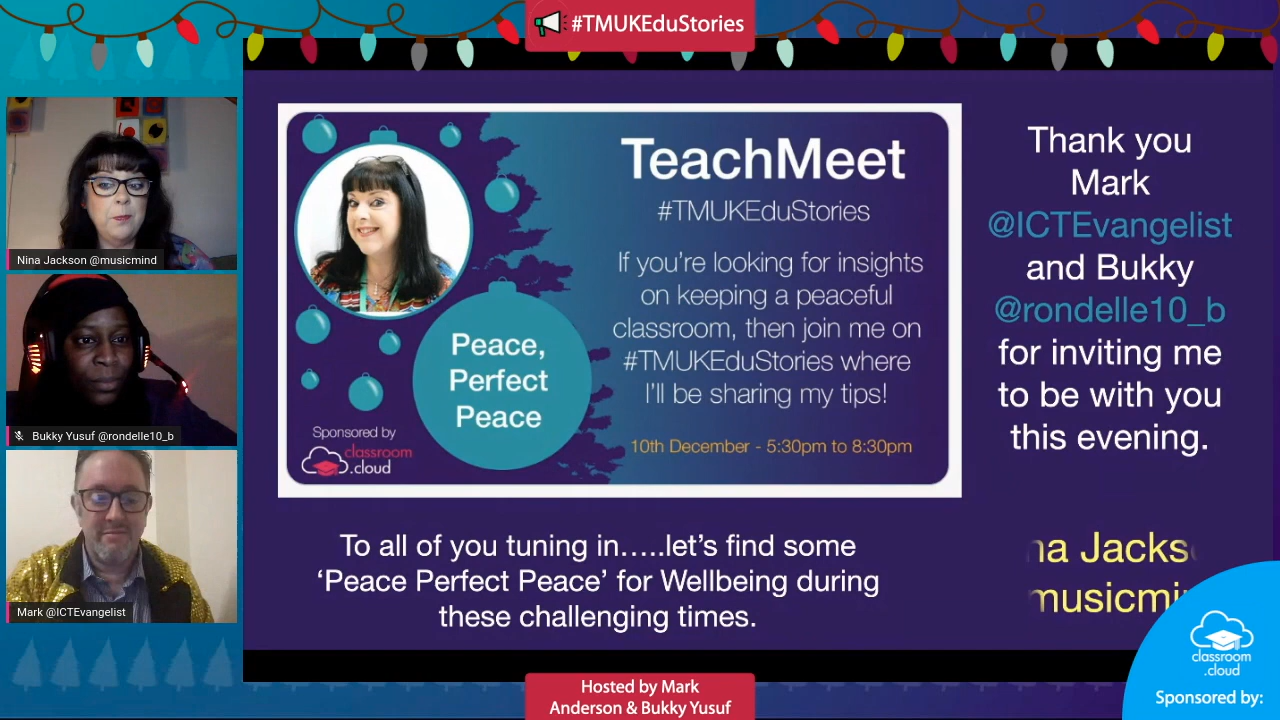 #TMUKEduStories
Nina Jackson @musicmind
Bukky Yusuf @rondelle10_b
Mark @ICTEvangelist
TeachMeet
#TMUKEduStories
If you're looking for insights
on keeping a peaceful
classroom, then join me on
#TMUKEduStories where
I'll be sharing my tips!
10th December - 5:30pm to 8:30pm
Peace,
Perfect
Peace
Sponsored by
classroom
.cloud
Thank you
Mark
@ICTEvangelist
and Bukky
@rondelle10_b
for inviting me
to be with you
this evening.
To all of you tuning in.....let's find some
‘Peace Perfect Peace’ for Wellbeing during
these challenging times.
na Jacks
musicmi
classroom
.cloud
Sponsored by:
Hosted by Mark
Anderson & Bukky Yusuf